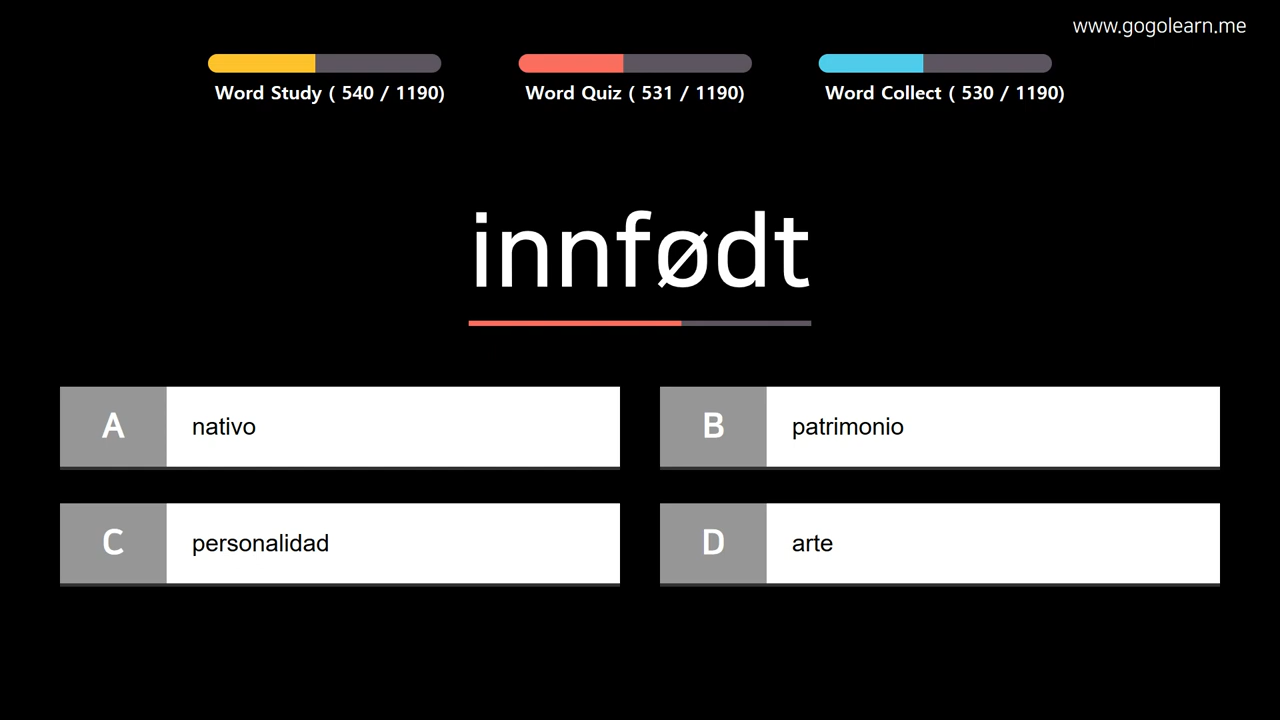 www.gogolearn.me
Word Study ( 540 / 1190)
Word Quiz ( 531 / 1190)
Word Collect ( 530 / 1190)
innfødt
A nativo
B patrimonio
C personalidad
D arte